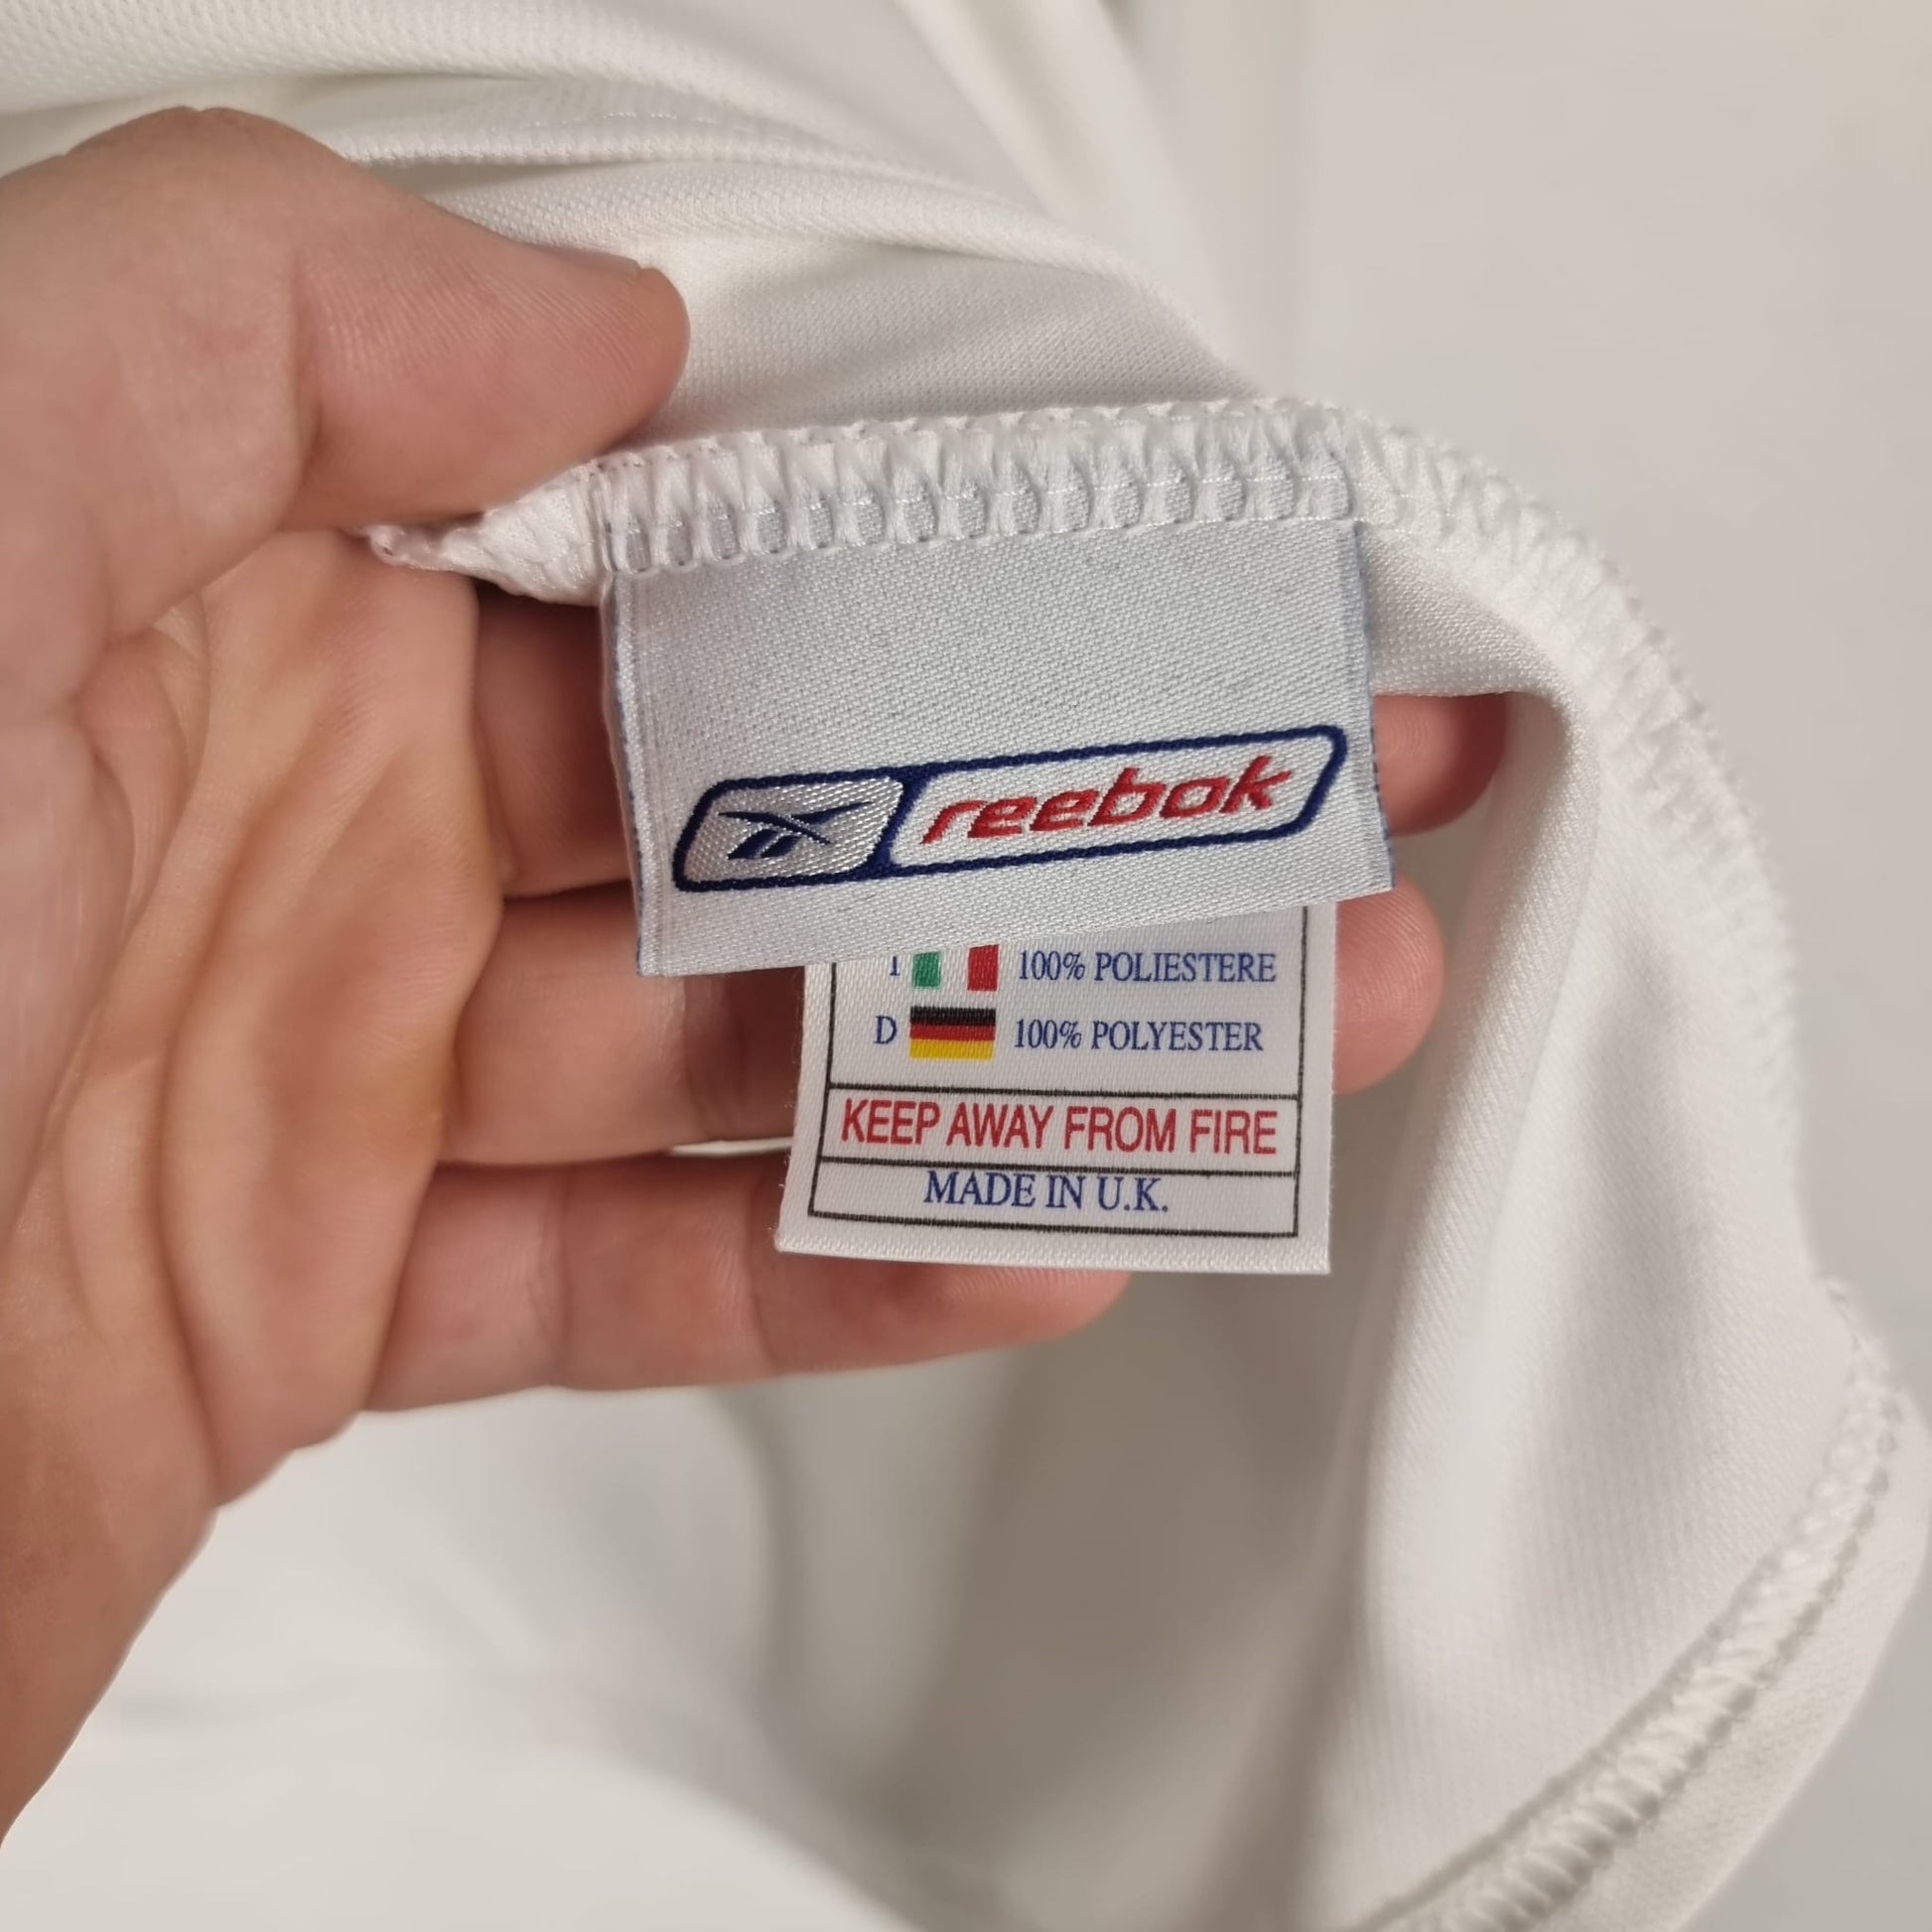 reebok
I 100% POLIESTERE
D 100% POLYESTER
KEEP AWAY FROM FIRE
MADE IN U.K.